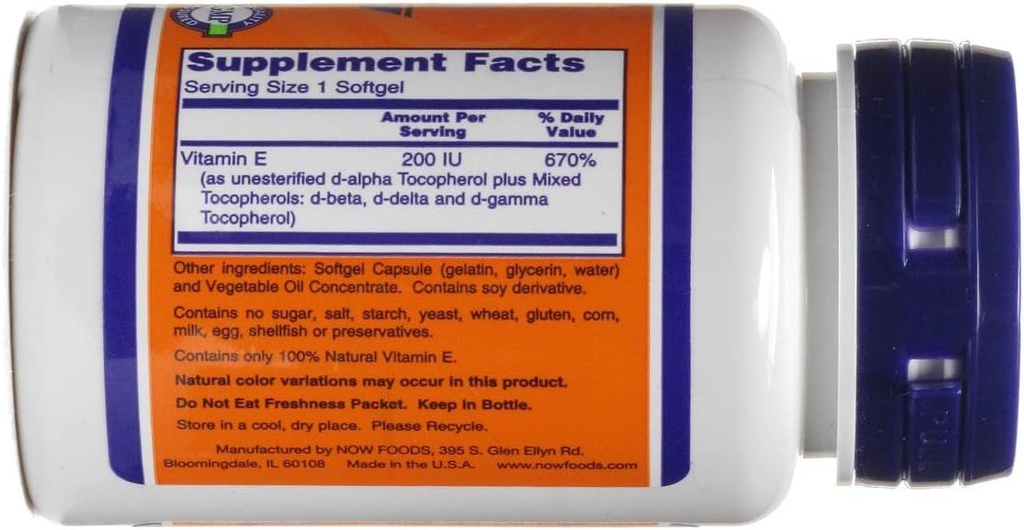 GMP
QUALITY
Supplement Facts
Serving Size 1 Softgel
Amount Per Serving
% Daily Value
Vitamin E 200 IU 670%
(as unesterified d-alpha Tocopherol plus Mixed
Tocopherols: d-beta, d-delta and d-gamma
Tocopherol)
Other ingredients: Softgel Capsule (gelatin, glycerin, water)
and Vegetable Oil Concentrate. Contains soy derivative.
Contains no sugar, salt, starch, yeast, wheat, gluten, corn,
milk, egg, shellfish or preservatives.
Contains only 100% Natural Vitamin E.
Natural color variations may occur in this product.
Do Not Eat Freshness Packet. Keep In Bottle.
Store in a cool, dry place. Please Recycle.
Manufactured by NOW FOODS, 395 S. Glen Ellyn Rd.
Bloomingdale, IL 60108 Made in the U.S.A. www.nowfoods.com